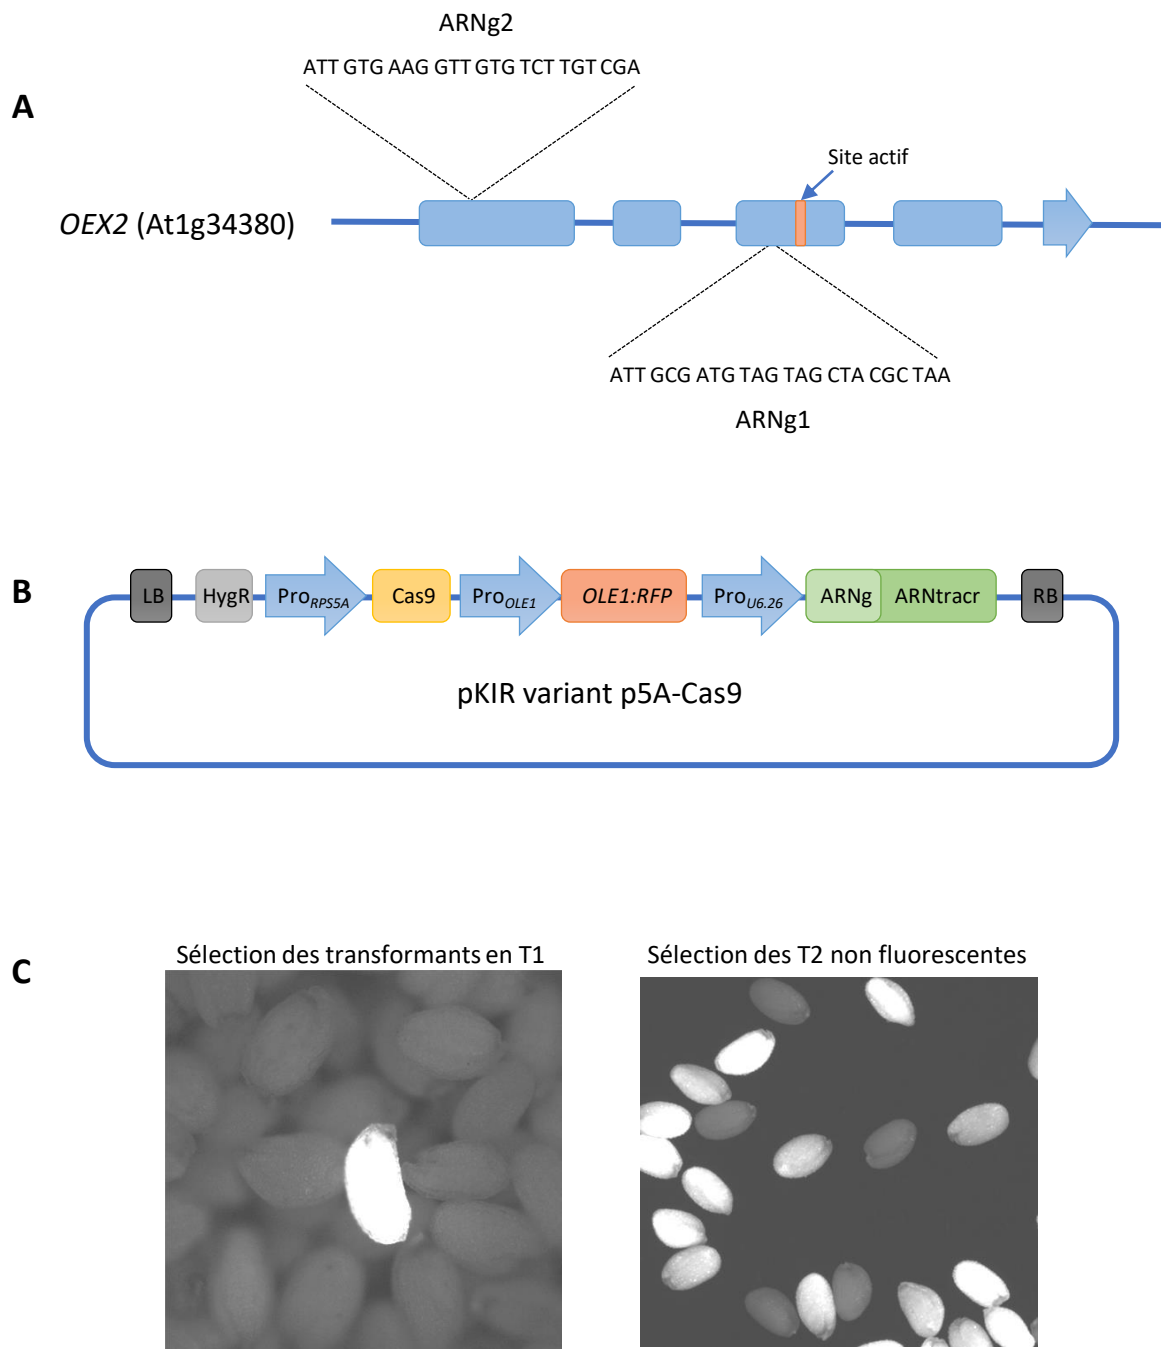 ARNg2
ATT GTG AAG GTT GTG TCT TGT CGA
A
Site actif
OEX2 (At1g34380)
ATT GCG ATG TAG TAG CTA CGC TAA
ARNg1
B
LB HygR ProRPS5A Cas9 ProOLE1 OLE1:RFP ProU6.26 ARNg ARNtracr RB
pKIR variant p5A-Cas9
C
Sélection des transformants en T1
Sélection des T2 non fluorescentes